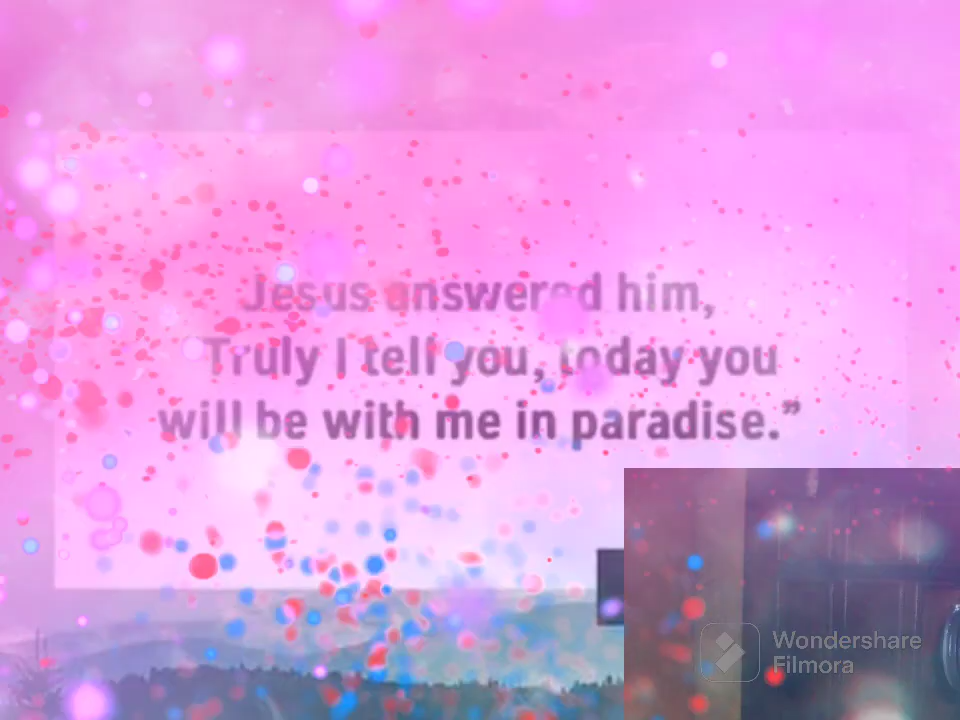 Jesus answered him,
Truly I tell you, today you
will be with me in paradise.”
Wondershare
Filmora